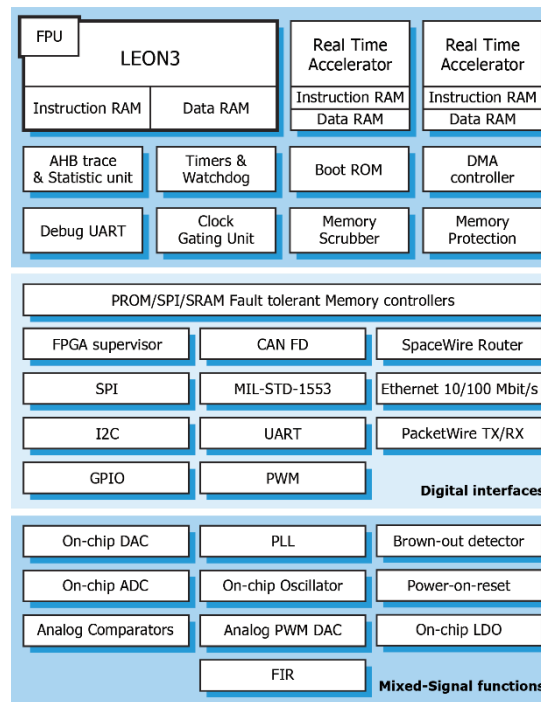 FPU
LEON3
Instruction RAM
Data RAM
Real Time
Accelerator
Instruction RAM
Data RAM
Real Time
Accelerator
Instruction RAM
Data RAM
AHB trace
& Statistic unit
Timers &
Watchdog
Boot ROM
DMA
controller
Debug UART
Clock
Gating Unit
Memory
Scrubber
Memory
Protection
PROM/SPI/SRAM Fault tolerant Memory controllers
FPGA supervisor
CAN FD
SpaceWire Router
SPI
MIL-STD-1553
Ethernet 10/100 Mbit/s
I2C
UART
PacketWire TX/RX
GPIO
PWM
Digital interfaces
On-chip DAC
PLL
Brown-out detector
On-chip ADC
On-chip Oscillator
Power-on-reset
Analog Comparators
Analog PWM DAC
On-chip LDO
FIR
Mixed-Signal functions